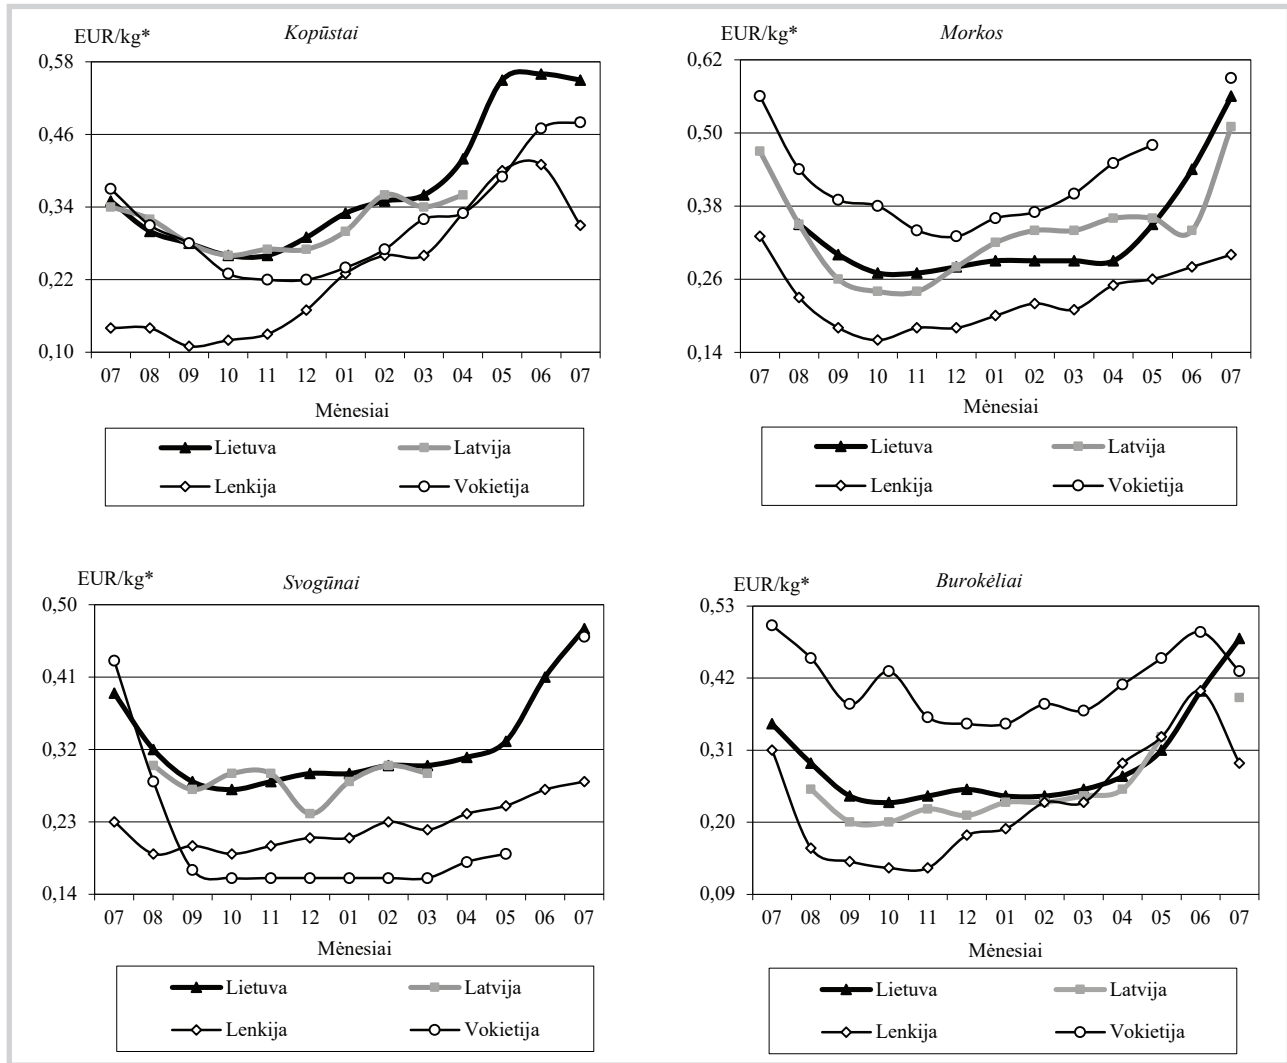 Kopūstai
EUR/kg*
0,58
0,46
0,34
0,22
0,10
07 08 09 10 11 12 01 02 03 04 05 06 07
Mėnesiai
Lietuva Latvija
Lenkija Vokietija
Morkos
EUR/kg*
0,62
0,50
0,38
0,26
0,14
07 08 09 10 11 12 01 02 03 04 05 06 07
Mėnesiai
Lietuva Latvija
Lenkija Vokietija
Svogūnai
EUR/kg*
0,50
0,41
0,32
0,23
0,14
07 08 09 10 11 12 01 02 03 04 05 06 07
Mėnesiai
Lietuva Latvija
Lenkija Vokietija
Burokėliai
EUR/kg*
0,53
0,42
0,31
0,20
0,09
07 08 09 10 11 12 01 02 03 04 05 06 07
Mėnesiai
Lietuva Latvija
Lenkija Vokietija